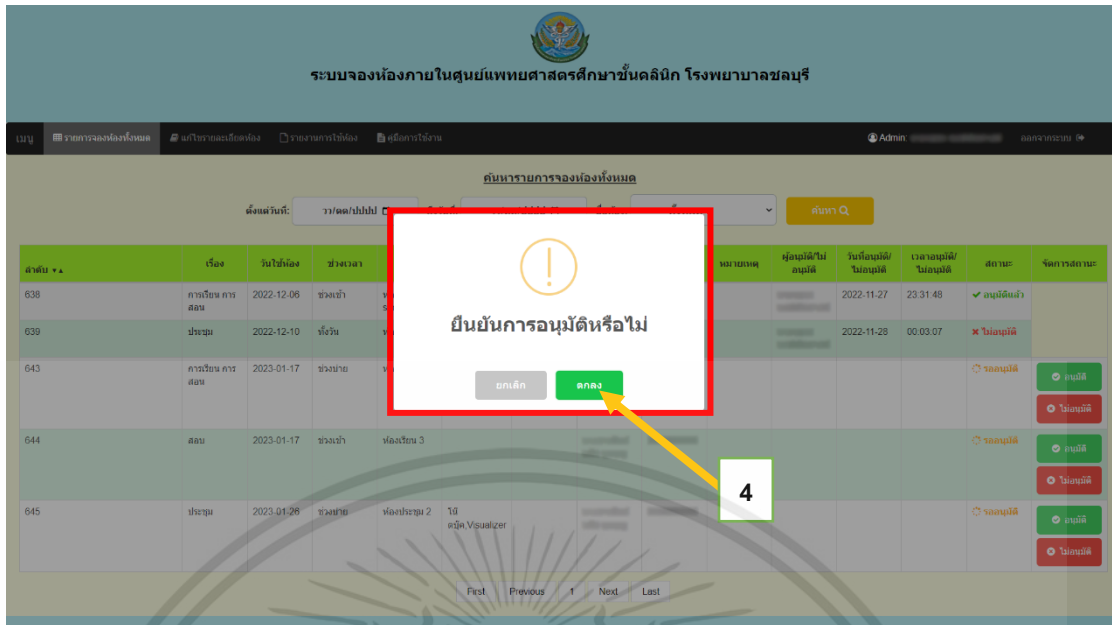 ระบบจองห้องภายในศูนย์แพทยศาสตรศึกษาชั้นคลินิก โรงพยาบาลชลบุรี
เมนู รายการจองห้องทั้งหมด แก้ไขรายละเอียดห้อง รายงานการใช้ห้อง คู่มือการใช้งาน Admin: ออกจากระบบ
ค้นหารายการจองห้องทั้งหมด
ตั้งแต่วันที่: วว/ดด/ปปปป ค้นหา
ลำดับ เรื่อง วันใช้ห้อง ช่วงเวลา หมายเหตุ ผู้อนุมัติ/ไม่อนุมัติ วันที่อนุมัติ/ไม่อนุมัติ เวลาอนุมัติ/ไม่อนุมัติ สถานะ จัดการสถานะ
638 การเรียน การสอน 2022-12-06 ช่วงเช้า 2022-11-27 23:31:48 อนุมัติแล้ว
639 ประชุม 2022-12-10 ทั้งวัน 2022-11-28 00:03:07 ไม่อนุมัติ
643 การเรียน การสอน 2023-01-17 ช่วงบ่าย รออนุมัติ อนุมัติ
ไม่อนุมัติ
ยืนยันการอนุมัติหรือไม่
ยกเลิก ตกลง
4
644 สอบ 2023-01-17 ช่วงเช้า ห้องเรียน 3 รออนุมัติ อนุมัติ
ไม่อนุมัติ
645 ประชุม 2023-01-26 ช่วงบ่าย ห้องประชุม 2 โน๊ตบุ๊ค,Visualizer รออนุมัติ อนุมัติ
ไม่อนุมัติ
First Previous 1 Next Last